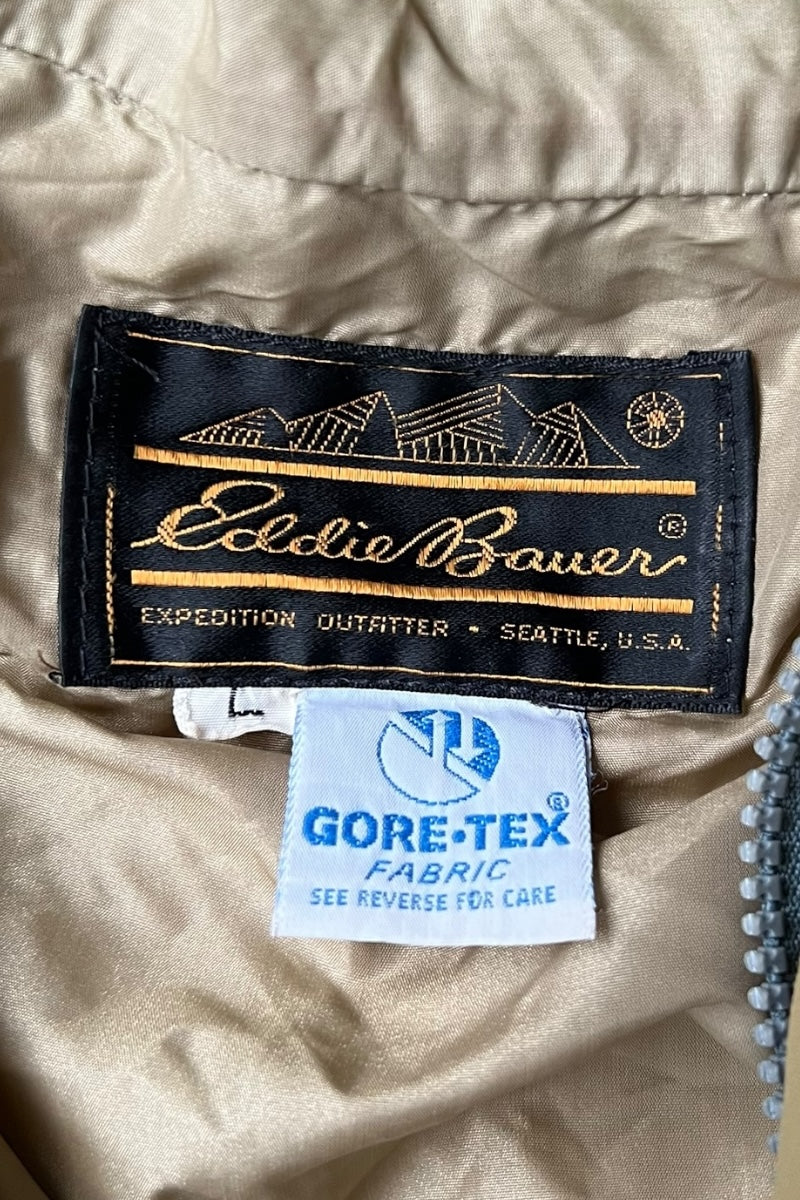 Eddie Bauer®
EXPEDITION OUTFITTER • SEATTLE, U.S.A.
L
GORE-TEX®
FABRIC
SEE REVERSE FOR CARE